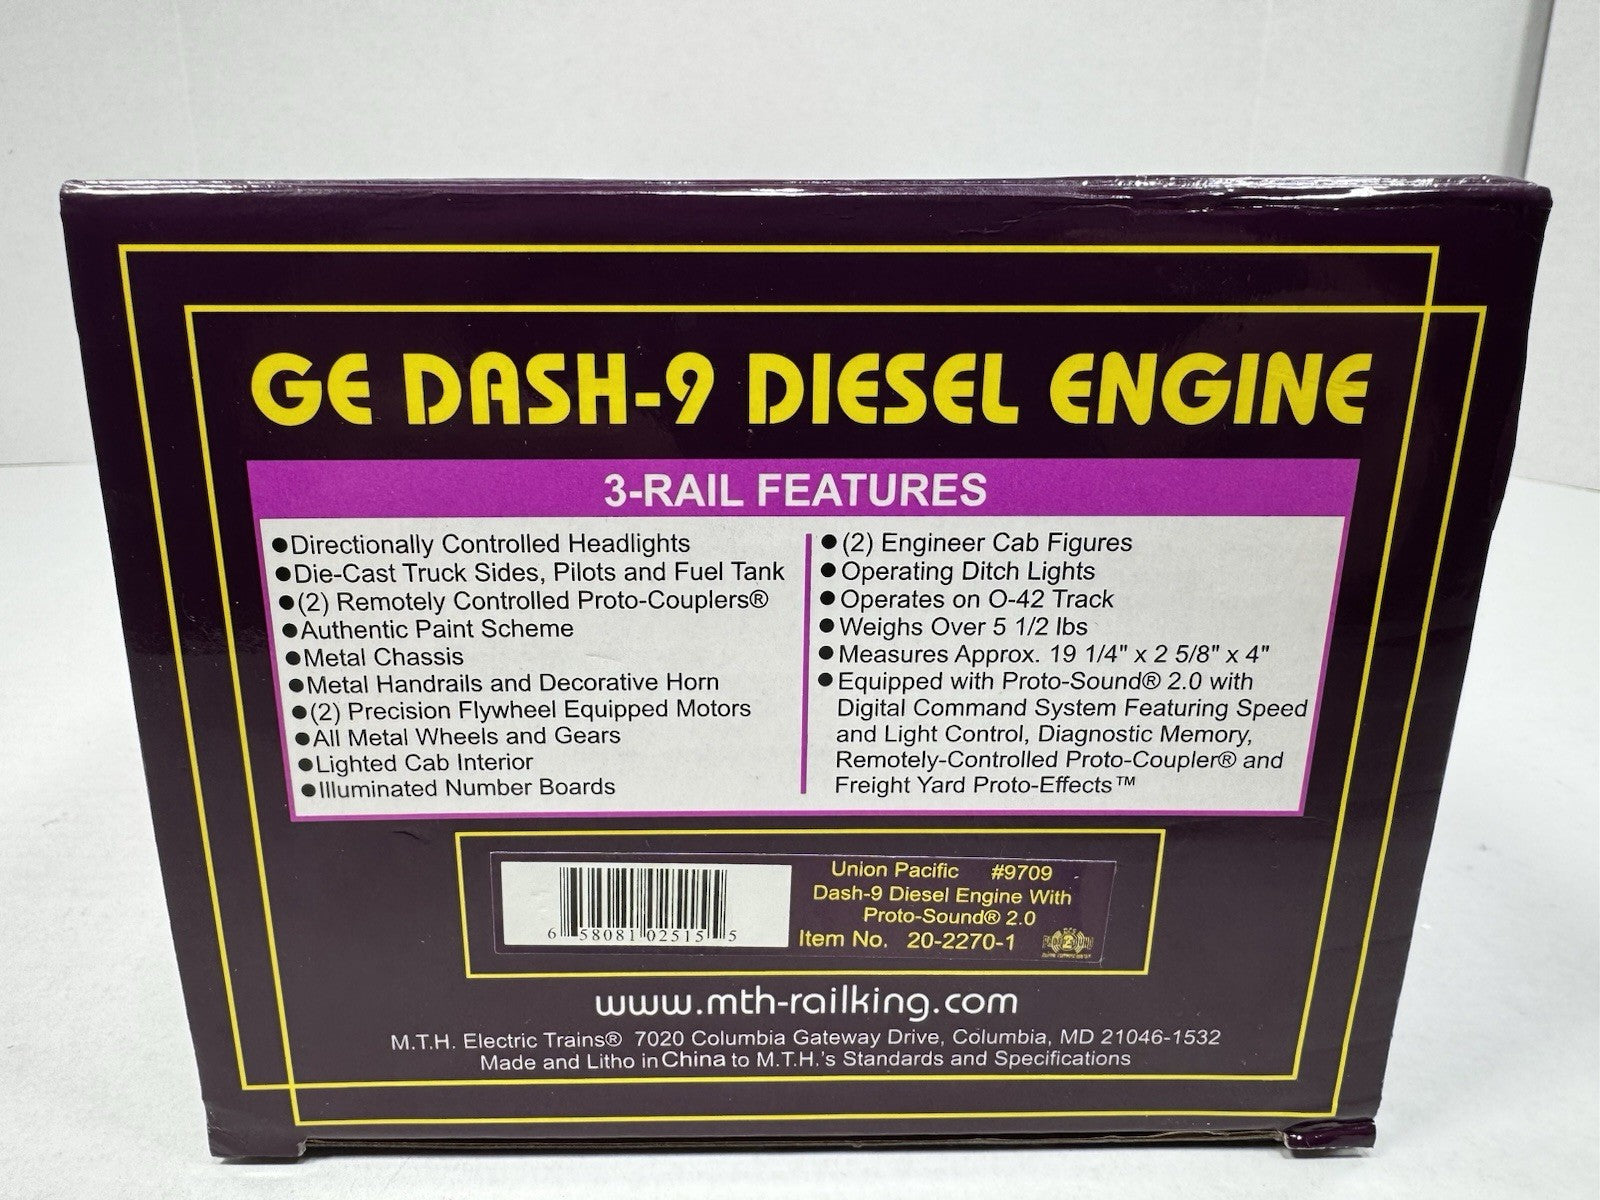 GE DASH-9 DIESEL ENGINE
3-RAIL FEATURES
●Directionally Controlled Headlights
●Die-Cast Truck Sides, Pilots and Fuel Tank
●(2) Remotely Controlled Proto-Couplers®
●Authentic Paint Scheme
●Metal Chassis
●Metal Handrails and Decorative Horn
●(2) Precision Flywheel Equipped Motors
●All Metal Wheels and Gears
●Lighted Cab Interior
●Illuminated Number Boards
●(2) Engineer Cab Figures
●Operating Ditch Lights
●Operates on O-42 Track
●Weighs Over 5 1/2 lbs
●Measures Approx. 19 1/4" x 2 5/8" x 4"
●Equipped with Proto-Sound® 2.0 with
Digital Command System Featuring Speed
and Light Control, Diagnostic Memory,
Remotely-Controlled Proto-Coupler® and
Freight Yard Proto-Effects™
6 58081 02515 5
Union Pacific #9709
Dash-9 Diesel Engine With
Proto-Sound® 2.0
Item No. 20-2270-1
www.mth-railking.com
M.T.H. Electric Trains® 7020 Columbia Gateway Drive, Columbia, MD 21046-1532
Made and Litho in China to M.T.H.'s Standards and Specifications